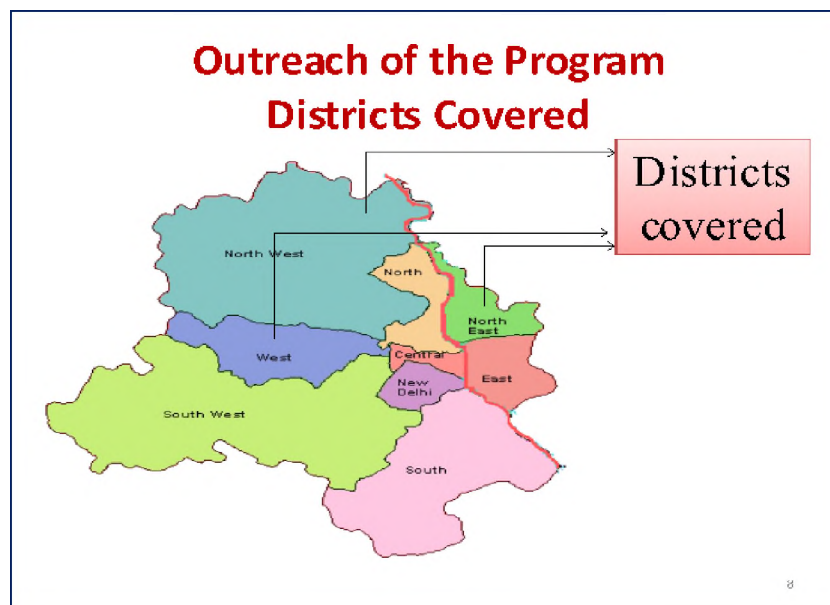 Outreach of the Program
Districts Covered
Districts
covered
North West
North
North
East
West
Central
New
Delhi
East
South West
South
8